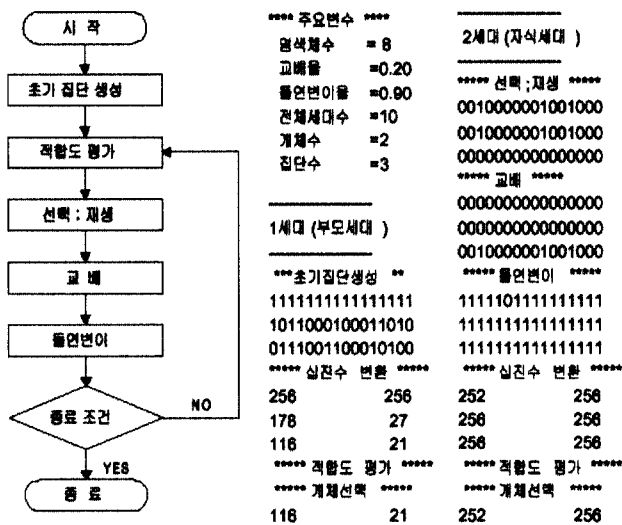 시 작
초기 집단 생성
적합도 평가
선택 ; 재생
교 배
돌연변이
종료 조건
NO
YES
종 료
**** 주요변수 ****
염색체수 = 8
교배율 =0.20
돌연변이율 =0.90
전체세대수 =10
개체수 =2
집단수 =3
1세대 (부모세대 )
***초기집단생성 **
1111111111111111
1011000100011010
0111001100010100
***** 십진수 변환 *****
256 256
178 27
116 21
***** 적합도 평가 *****
***** 개체선택 *****
116 21
2세대 (자식세대 )
***** 선택 ;재생 *****
0010000001001000
0010000001001000
0000000000000000
***** 교배 *****
0000000000000000
0000000000000000
0010000001001000
***** 돌연변이 *****
1111101111111111
1111111111111111
1111111111111111
***** 십진수 변환 *****
252 256
256 256
256 256
***** 적합도 평가 *****
***** 개체선택 *****
252 256